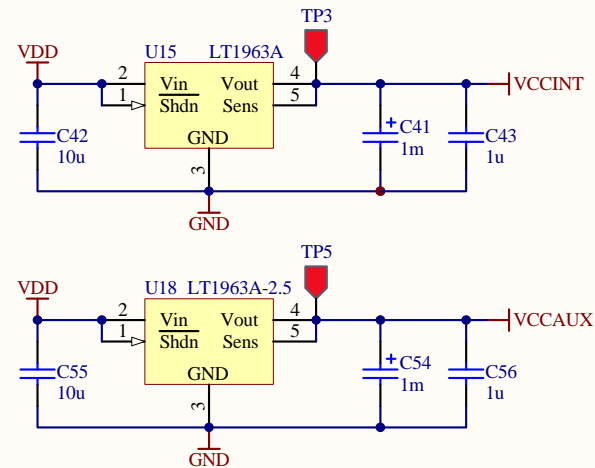 TP3
VDD
U15 LT1963A
2 Vin Vout 4
1 Shdn Sens 5
VCCINT
GND
C42
10u
C41
1m
C43
1u
3
GND
TP5
VDD
U18 LT1963A-2.5
2 Vin Vout 4
1 Shdn Sens 5
VCCAUX
GND
C55
10u
C54
1m
C56
1u
3
GND